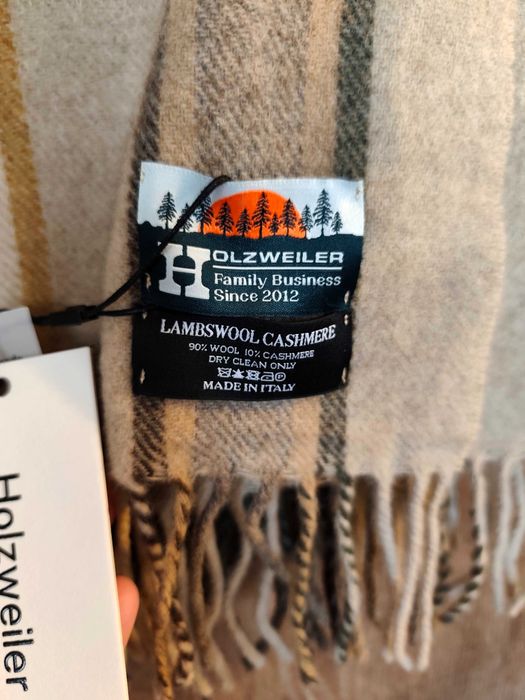 HOLZWEILER
Family Business
Since 2012
LAMBSWOOL CASHMERE
90% WOOL 10% CASHMERE
DRY CLEAN ONLY
MADE IN ITALY
Holzweiler